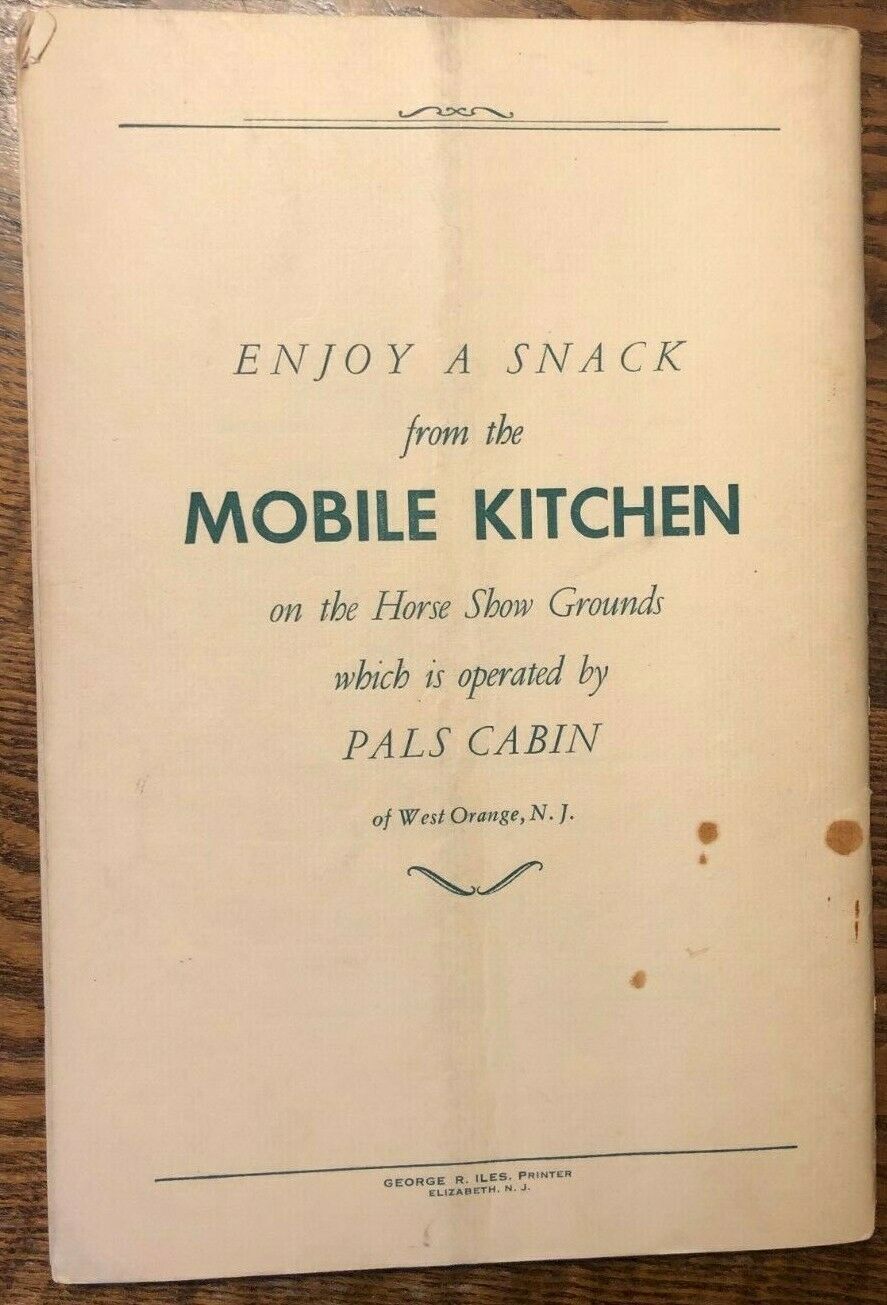 ENJOY A SNACK
from the
MOBILE KITCHEN
on the Horse Show Grounds
which is operated by
PALS CABIN
of West Orange, N. J.
GEORGE R. ILES, PRINTER
ELIZABETH, N. J.